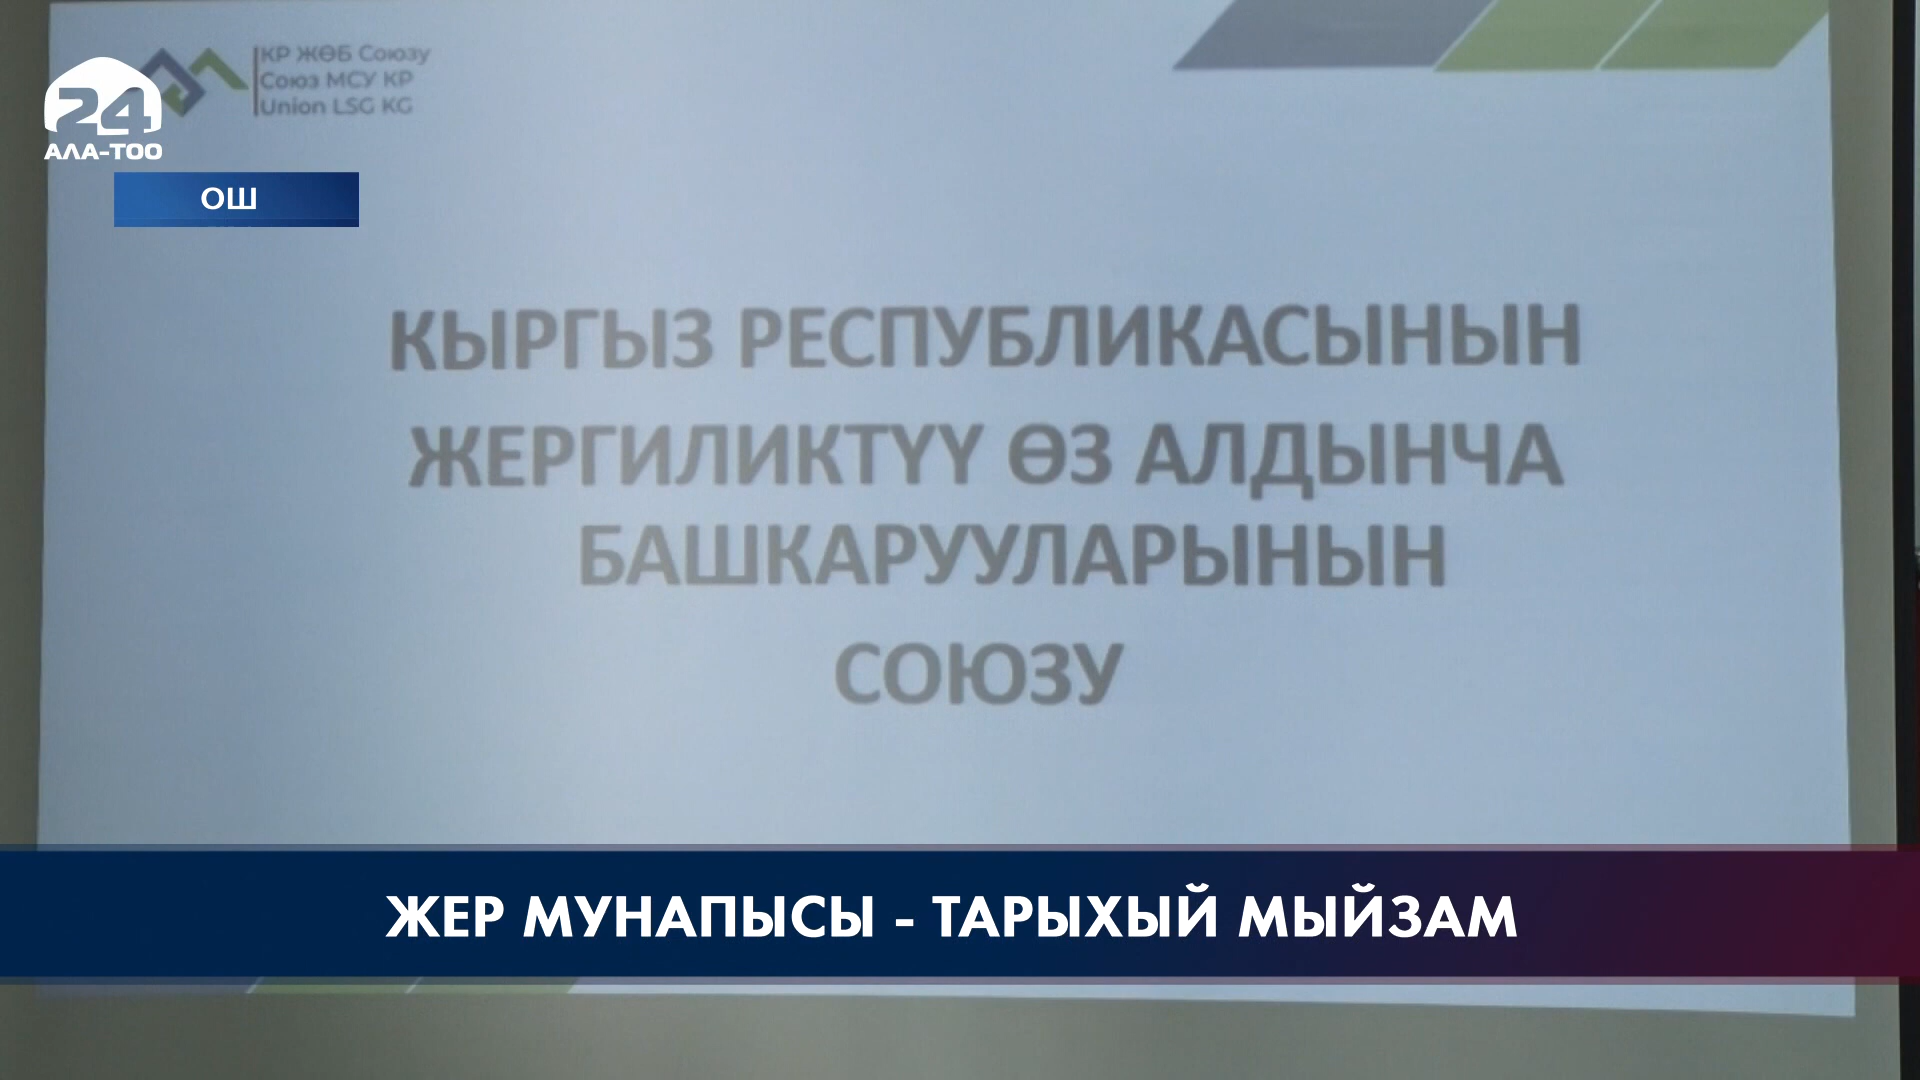 КР ЖӨБ Союзу
Союз МСУ КР
Union LSG KG
24
АЛА-ТОО
ОШ
КЫРГЫЗ РЕСПУБЛИКАСЫНЫН
ЖЕРГИЛИКТҮҮ ӨЗ АЛДЫНЧА
БАШКАРУУЛАРЫНЫН
СОЮЗУ
ЖЕР МУНАПЫСЫ - ТАРЫХЫЙ МЫЙЗАМ